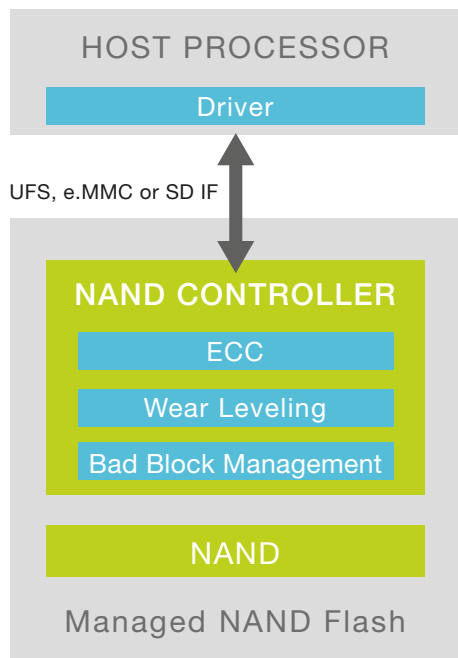 HOST PROCESSOR
Driver
UFS, e.MMC or SD IF
NAND CONTROLLER
ECC
Wear Leveling
Bad Block Management
NAND
Managed NAND Flash